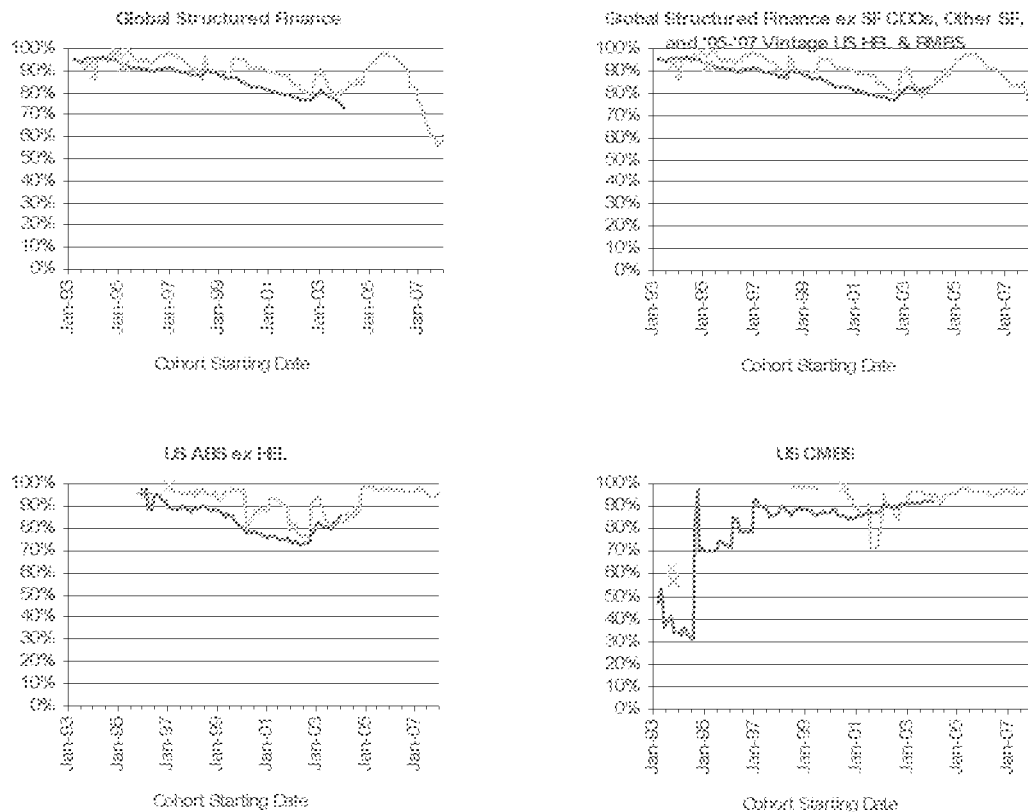 Global Structured Finance
100%
90%
80%
70%
60%
50%
40%
30%
20%
10%
0%
Jan-93
Jan-95
Jan-97
Jan-99
Jan-01
Jan-03
Jan-05
Jan-07
Cohort Starting Date
Global Structured Finance ex SF CDOs, Other SF,
and '05-'07 Vintage US HEL & RMBS
100%
90%
80%
70%
60%
50%
40%
30%
20%
10%
0%
Jan-93
Jan-95
Jan-97
Jan-99
Jan-01
Jan-03
Jan-05
Jan-07
Cohort Starting Date
US ABS ex HEL
100%
90%
80%
70%
60%
50%
40%
30%
20%
10%
0%
Jan-93
Jan-95
Jan-97
Jan-99
Jan-01
Jan-03
Jan-05
Jan-07
Cohort Starting Date
US CMBS
100%
90%
80%
70%
60%
50%
40%
30%
20%
10%
0%
Jan-93
Jan-95
Jan-97
Jan-99
Jan-01
Jan-03
Jan-05
Jan-07
Cohort Starting Date